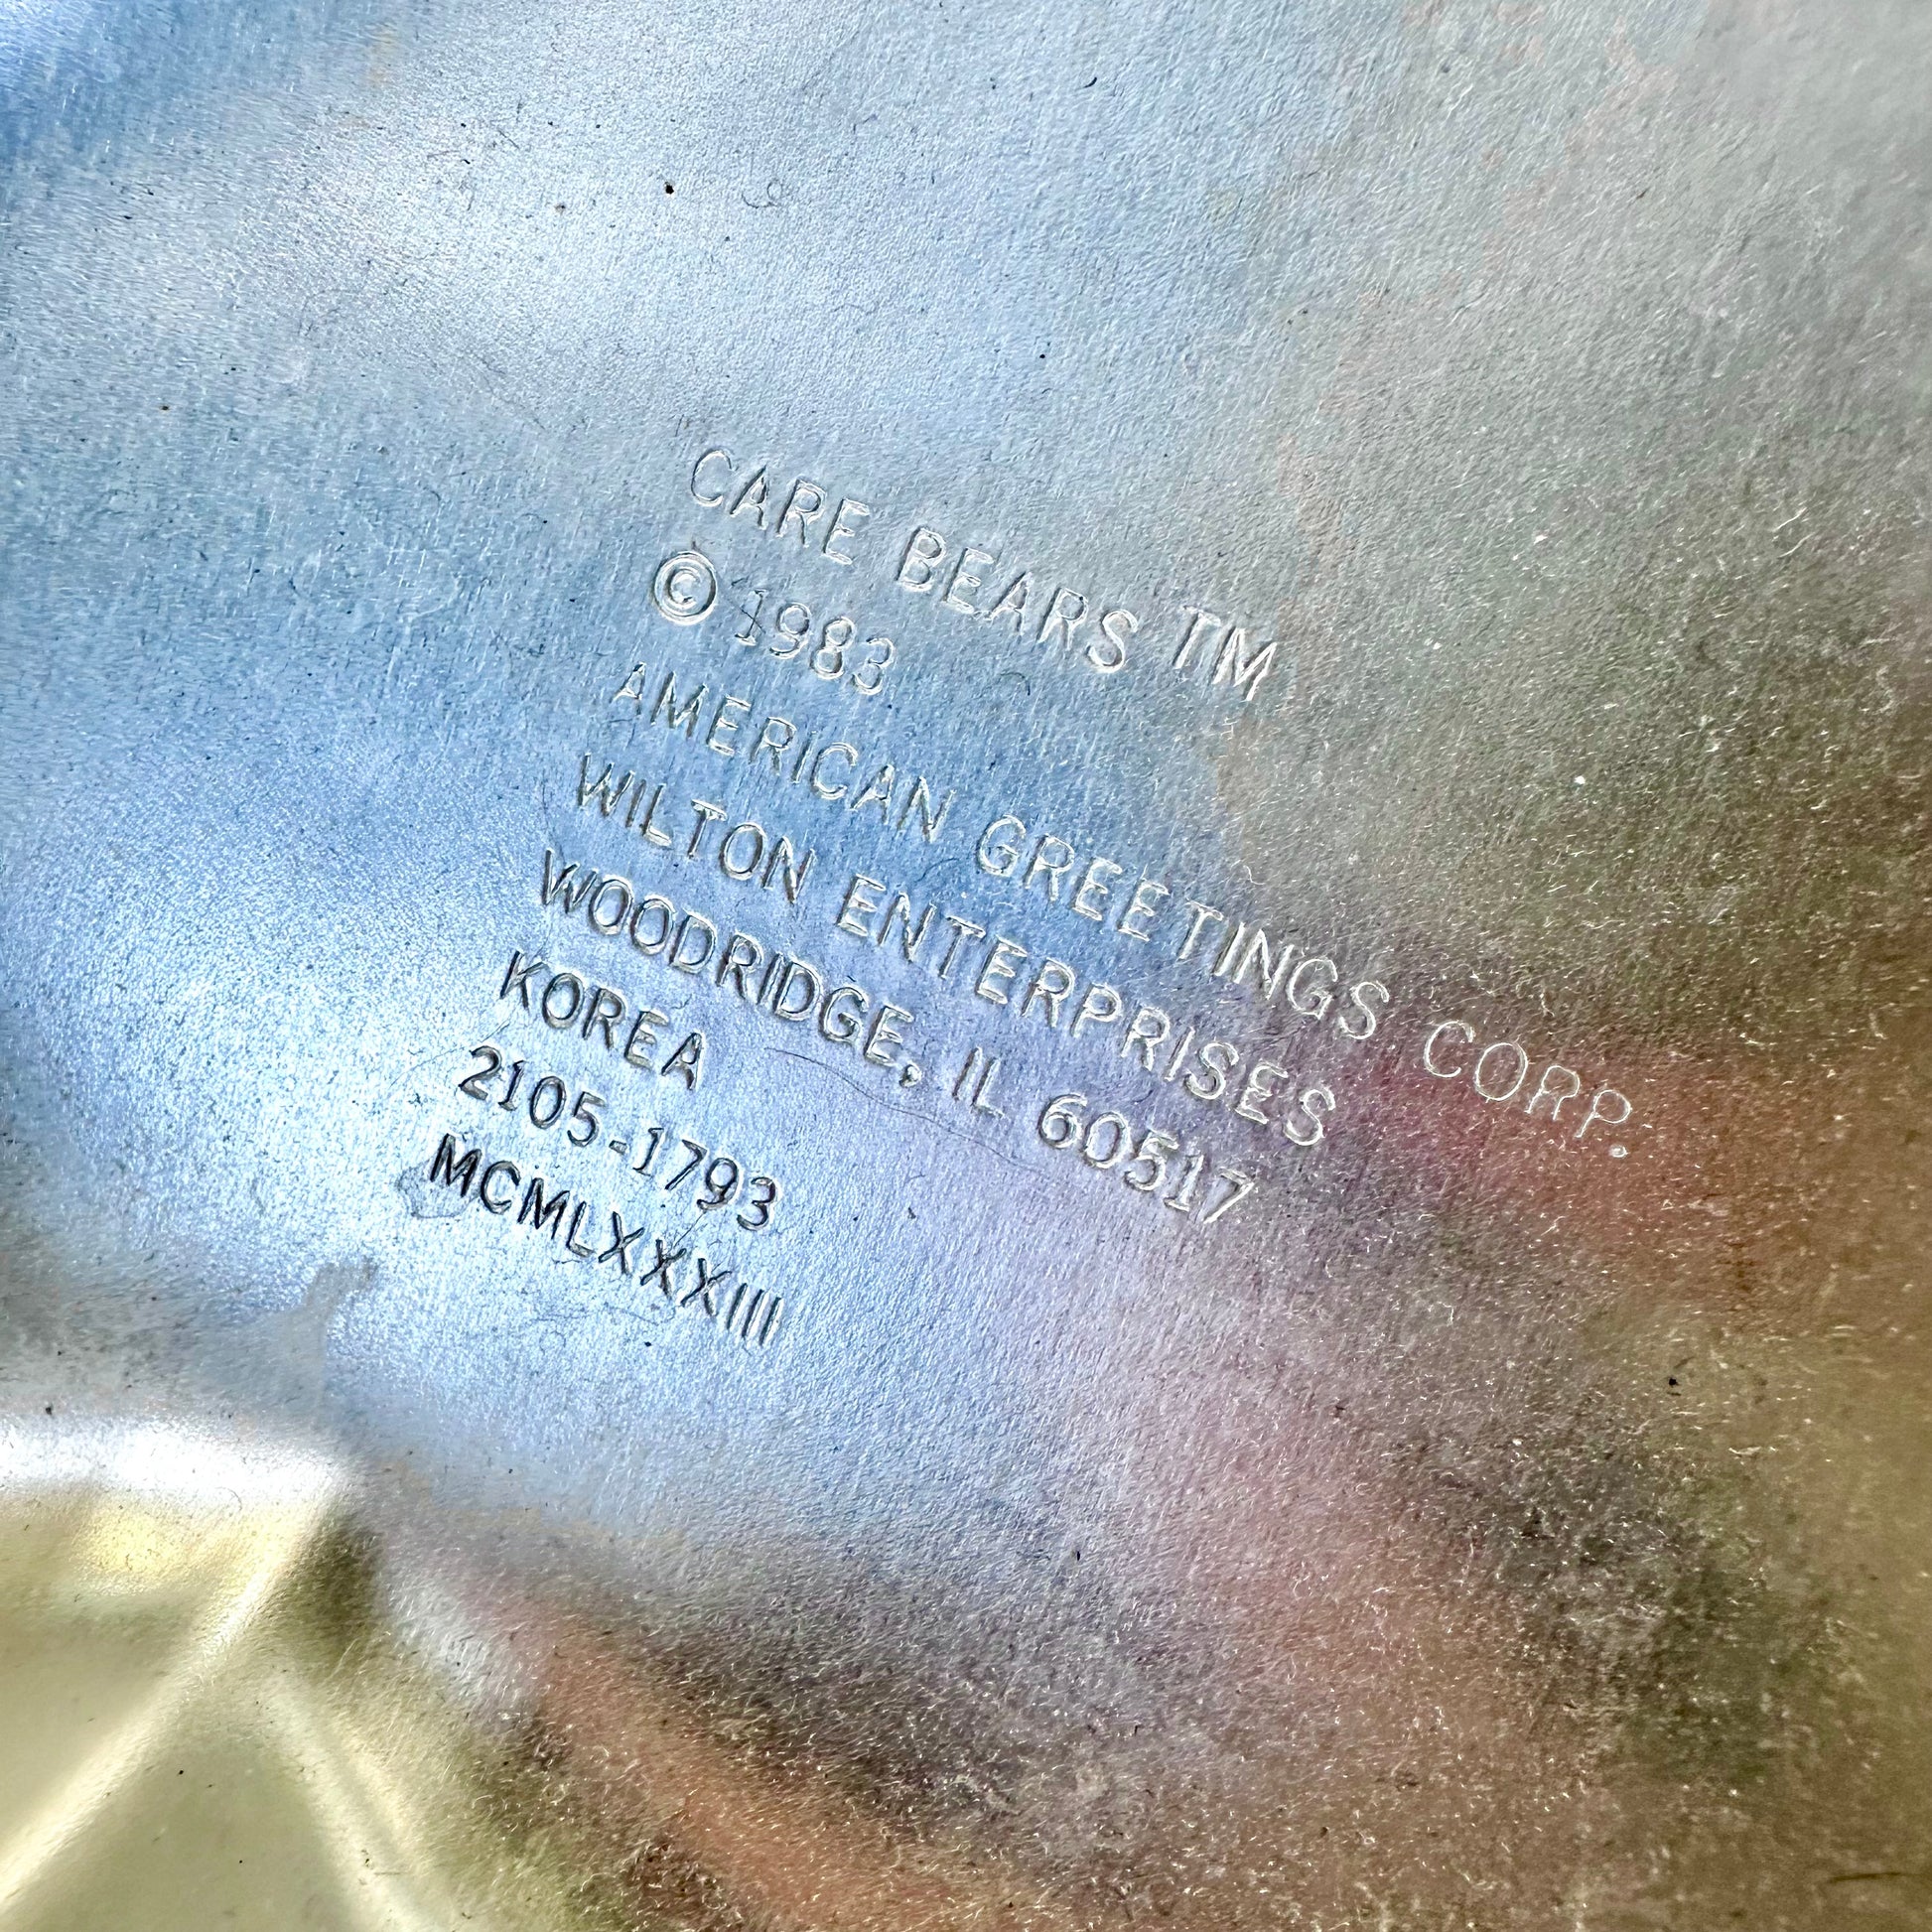 CARE BEARS TM
© 1983
AMERICAN GREETINGS CORP.
WILTON ENTERPRISES
WOODRIDGE, IL 60517
KOREA
2105-1793
MCMLXXXIII